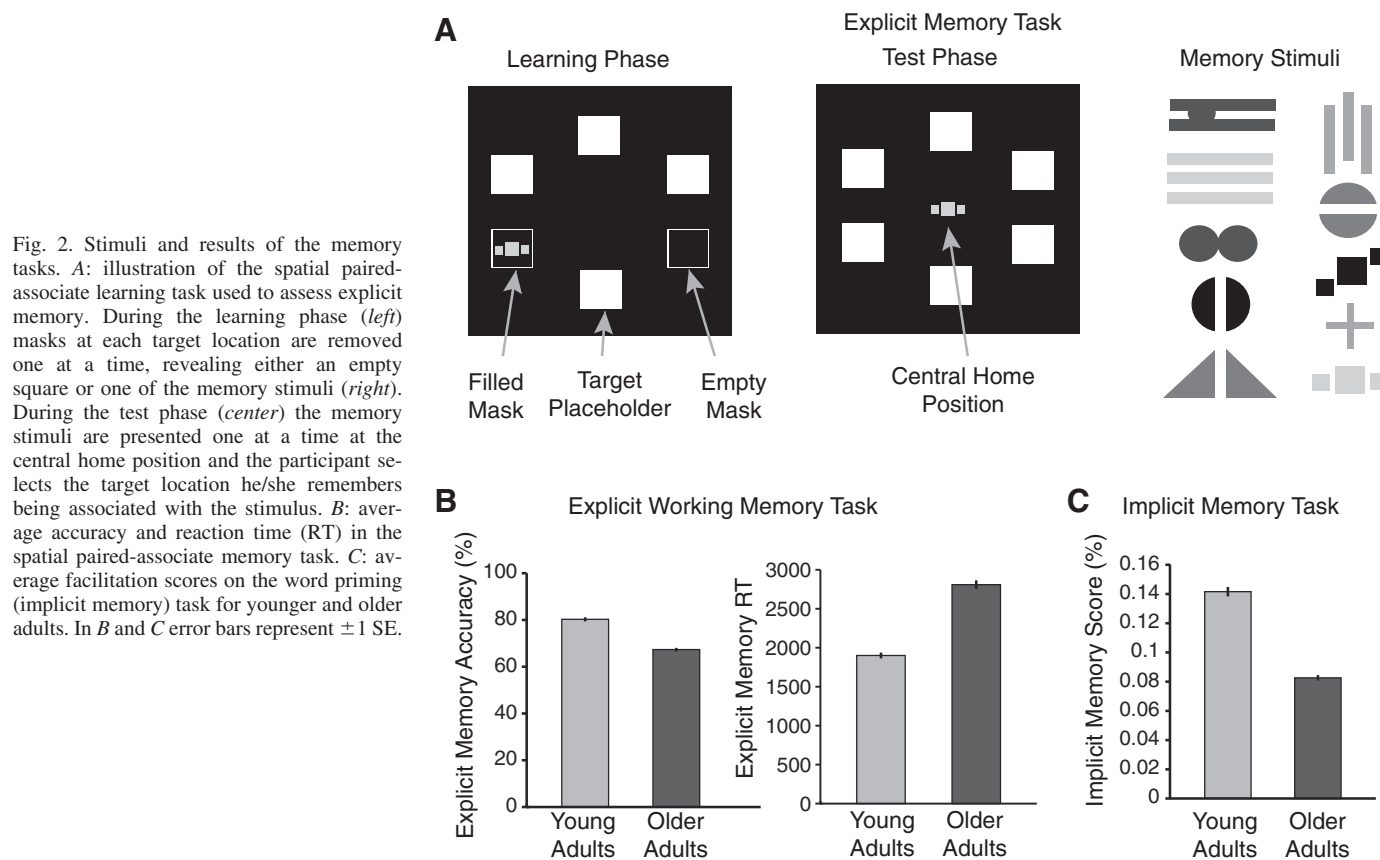 Fig. 2. Stimuli and results of the memory
tasks. A: illustration of the spatial paired-
associate learning task used to assess explicit
memory. During the learning phase (left)
masks at each target location are removed
one at a time, revealing either an empty
square or one of the memory stimuli (right).
During the test phase (center) the memory
stimuli are presented one at a time at the
central home position and the participant se-
lects the target location he/she remembers
being associated with the stimulus. B: aver-
age accuracy and reaction time (RT) in the
spatial paired-associate memory task. C: av-
erage facilitation scores on the word priming
(implicit memory) task for younger and older
adults. In B and C error bars represent ±1 SE.
A
Explicit Memory Task
Learning Phase
Test Phase
Memory Stimuli
Filled
Mask
Target
Placeholder
Empty
Mask
Central Home
Position
B
Explicit Working Memory Task
Explicit Memory Accuracy (%)
100
80
60
40
20
0
Young
Adults
Older
Adults
Explicit Memory RT
3000
2500
2000
1500
1000
500
0
Young
Adults
Older
Adults
C
Implicit Memory Task
Implicit Memory Score (%)
0.16
0.14
0.12
0.1
0.08
0.06
0.04
0.02
0
Young
Adults
Older
Adults